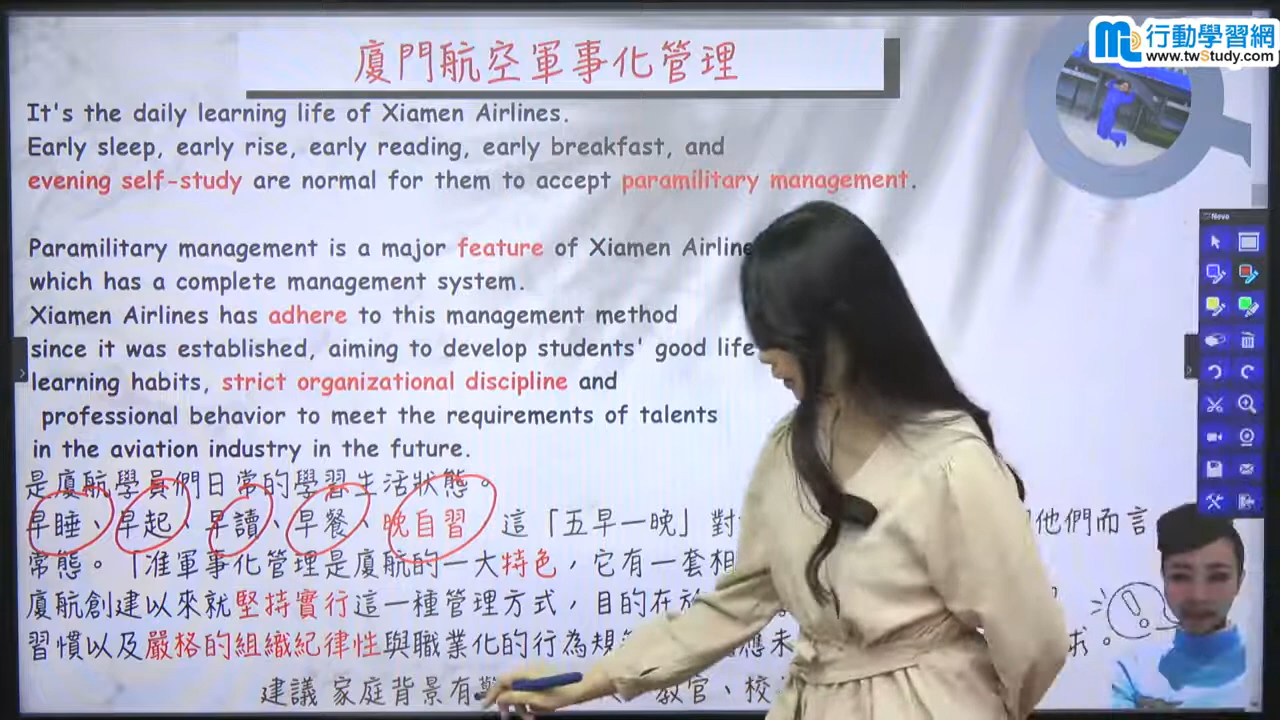 行動學習網
www.twStudy.com
廈門航空軍事化管理
It's the daily learning life of Xiamen Airlines.
Early sleep, early rise, early reading, early breakfast, and
evening self-study are normal for them to accept paramilitary management.
Paramilitary management is a major feature of Xiamen Airline
which has a complete management system.
Xiamen Airlines has adhere to this management method
since it was established, aiming to develop students' good life
learning habits, strict organizational discipline and
professional behavior to meet the requirements of talents
in the aviation industry in the future.
是廈航學員們日常的學習生活狀態。
早睡、早起、早讀、早餐、晚自習、這「五早一晚」對 他們而言
常態。「准軍事化管理是廈航的一大特色，它有一套相
廈航創建以來就堅持實行這一種管理方式，目的在於
習慣以及嚴格的組織紀律性與職業化的行為規 應未 求。
建議 家庭背景有 教官、校
Novo